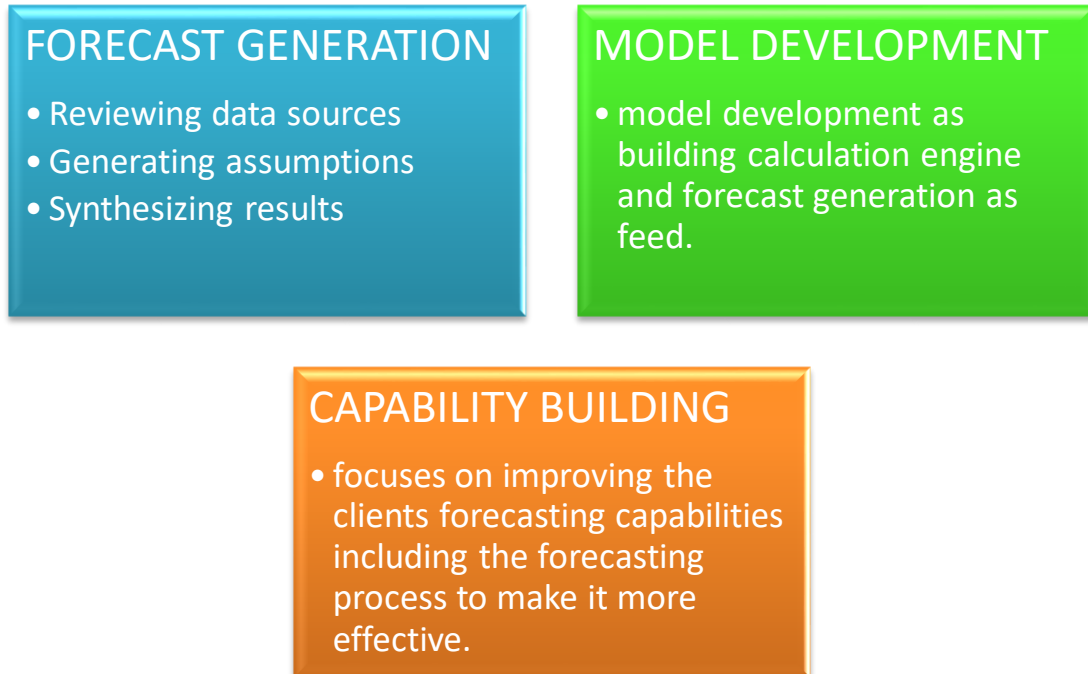 FORECAST GENERATION
• Reviewing data sources
• Generating assumptions
• Synthesizing results
MODEL DEVELOPMENT
• model development as
building calculation engine
and forecast generation as
feed.
CAPABILITY BUILDING
• focuses on improving the
clients forecasting capabilities
including the forecasting
process to make it more
effective.